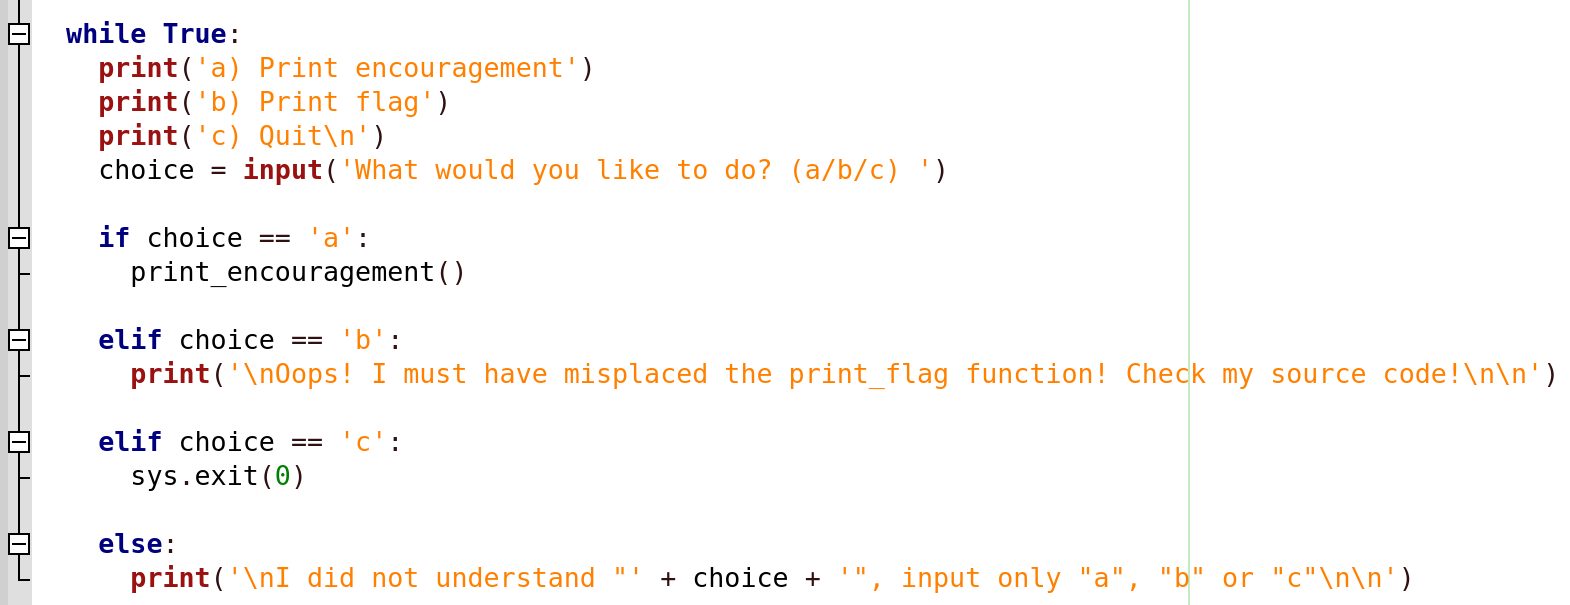 while True:
  print('a) Print encouragement')
  print('b) Print flag')
  print('c) Quit\n')
  choice = input('What would you like to do? (a/b/c) ')
  if choice == 'a':
    print_encouragement()
  elif choice == 'b':
    print('\nOops! I must have misplaced the print_flag function! Check my source code!\n\n')
  elif choice == 'c':
    sys.exit(0)
  else:
    print('\nI did not understand "' + choice + '", input only "a", "b" or "c"\n\n')